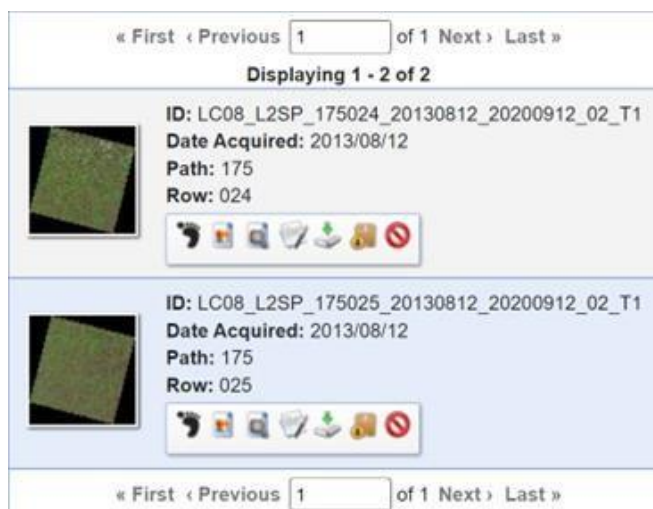 « First ‹ Previous 1 of 1 Next › Last »
Displaying 1 - 2 of 2
ID: LC08_L2SP_175024_20130812_20200912_02_T1
Date Acquired: 2013/08/12
Path: 175
Row: 024
ID: LC08_L2SP_175025_20130812_20200912_02_T1
Date Acquired: 2013/08/12
Path: 175
Row: 025
« First ‹ Previous 1 of 1 Next › Last »